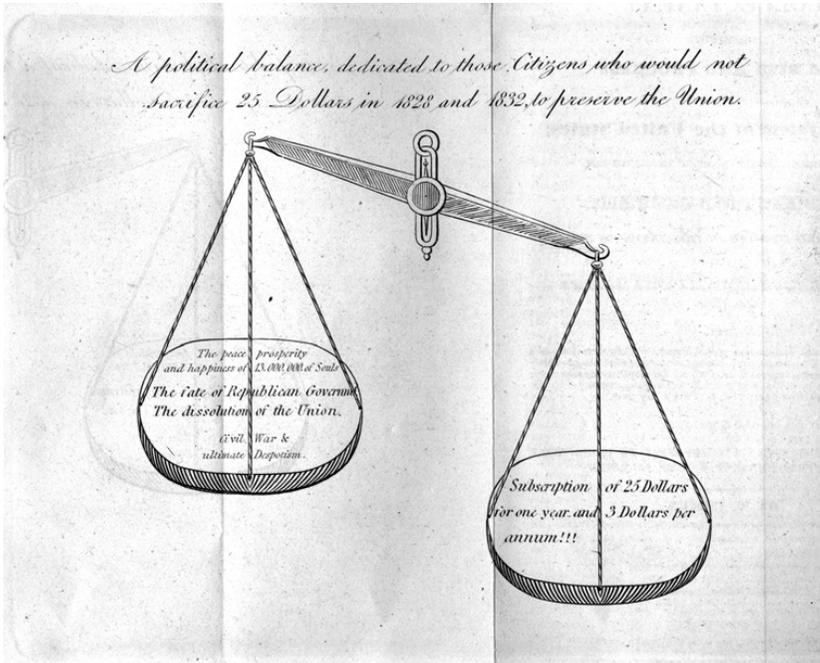 A political balance, dedicated to those Citizens who would not
sacrifice 25 Dollars in 1828 and 1832, to preserve the Union.
The peace prosperity
and happiness of 13,000,000, of Souls
The fate of Republican Governm
The dissolution of the Union.
Civil War &
ultimate Despotism.
Subscription of 25 Dollars
for one year and 3 Dollars per
annum!!!